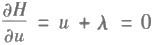 ∂H/∂u = u + λ = 0